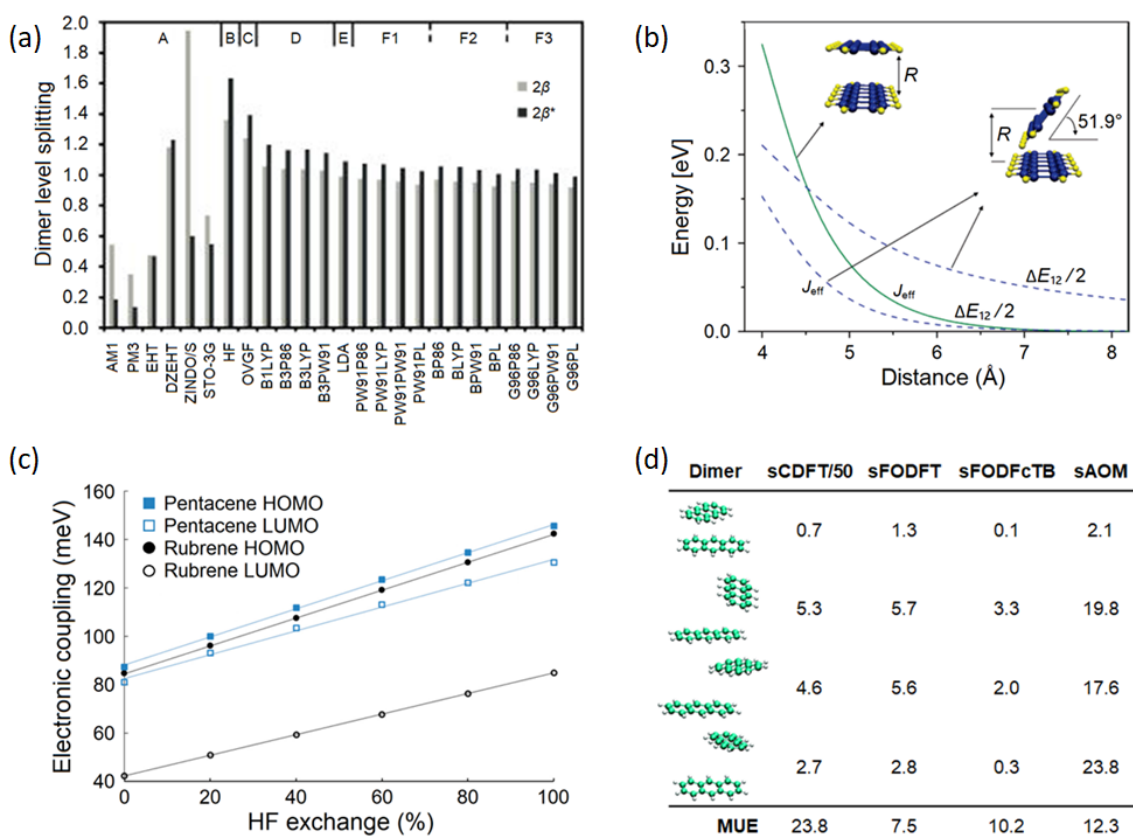 (a)
Dimer level splitting
2.0
1.8
1.6
1.4
1.2
1.0
0.8
0.6
0.4
0.2
0.0
A B C D E F1 F2 F3
2β
2β*
AM1
PM3
EHT
DZEHT
ZINDO/S
STO-3G
HF
OVGF
B1LYP
B3P86
B3LYP
B3PW91
LDA
PW91P86
PW91LYP
PW91PW91
PW91PL
BP86
BLYP
BPW91
BPL
G96P86
G96LYP
G96PW91
G96PL
(b)
Energy [eV]
0.3
0.2
0.1
0.0
R
R
51.9°
ΔE12/2
Jeff
Jeff
ΔE12/2
4 5 6 7 8
Distance (Å)
(c)
Electronic coupling (meV)
160
140
120
100
80
60
40
Pentacene HOMO
Pentacene LUMO
Rubrene HOMO
Rubrene LUMO
0 20 40 60 80 100
HF exchange (%)
(d)
Dimer sCDFT/50 sFODFT sFODFcTB sAOM
0.7 1.3 0.1 2.1
5.3 5.7 3.3 19.8
4.6 5.6 2.0 17.6
2.7 2.8 0.3 23.8
MUE 23.8 7.5 10.2 12.3